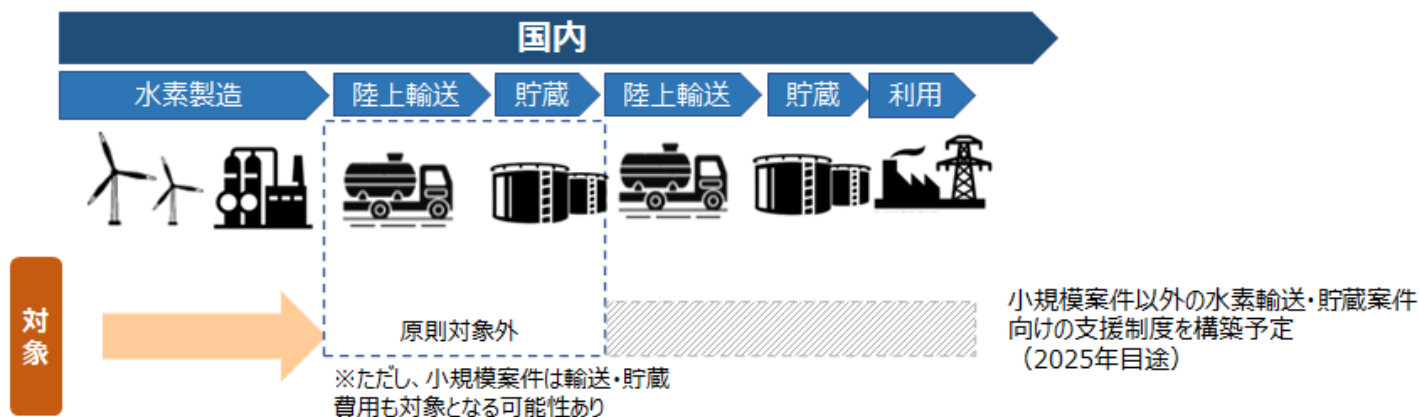 国内
水素製造
陸上輸送
貯蔵
陸上輸送
貯蔵
利用
対象
原則対象外
※ただし、小規模案件は輸送・貯蔵
費用も対象となる可能性あり
小規模案件以外の水素輸送・貯蔵案件
向けの支援制度を構築予定
（2025年目途）